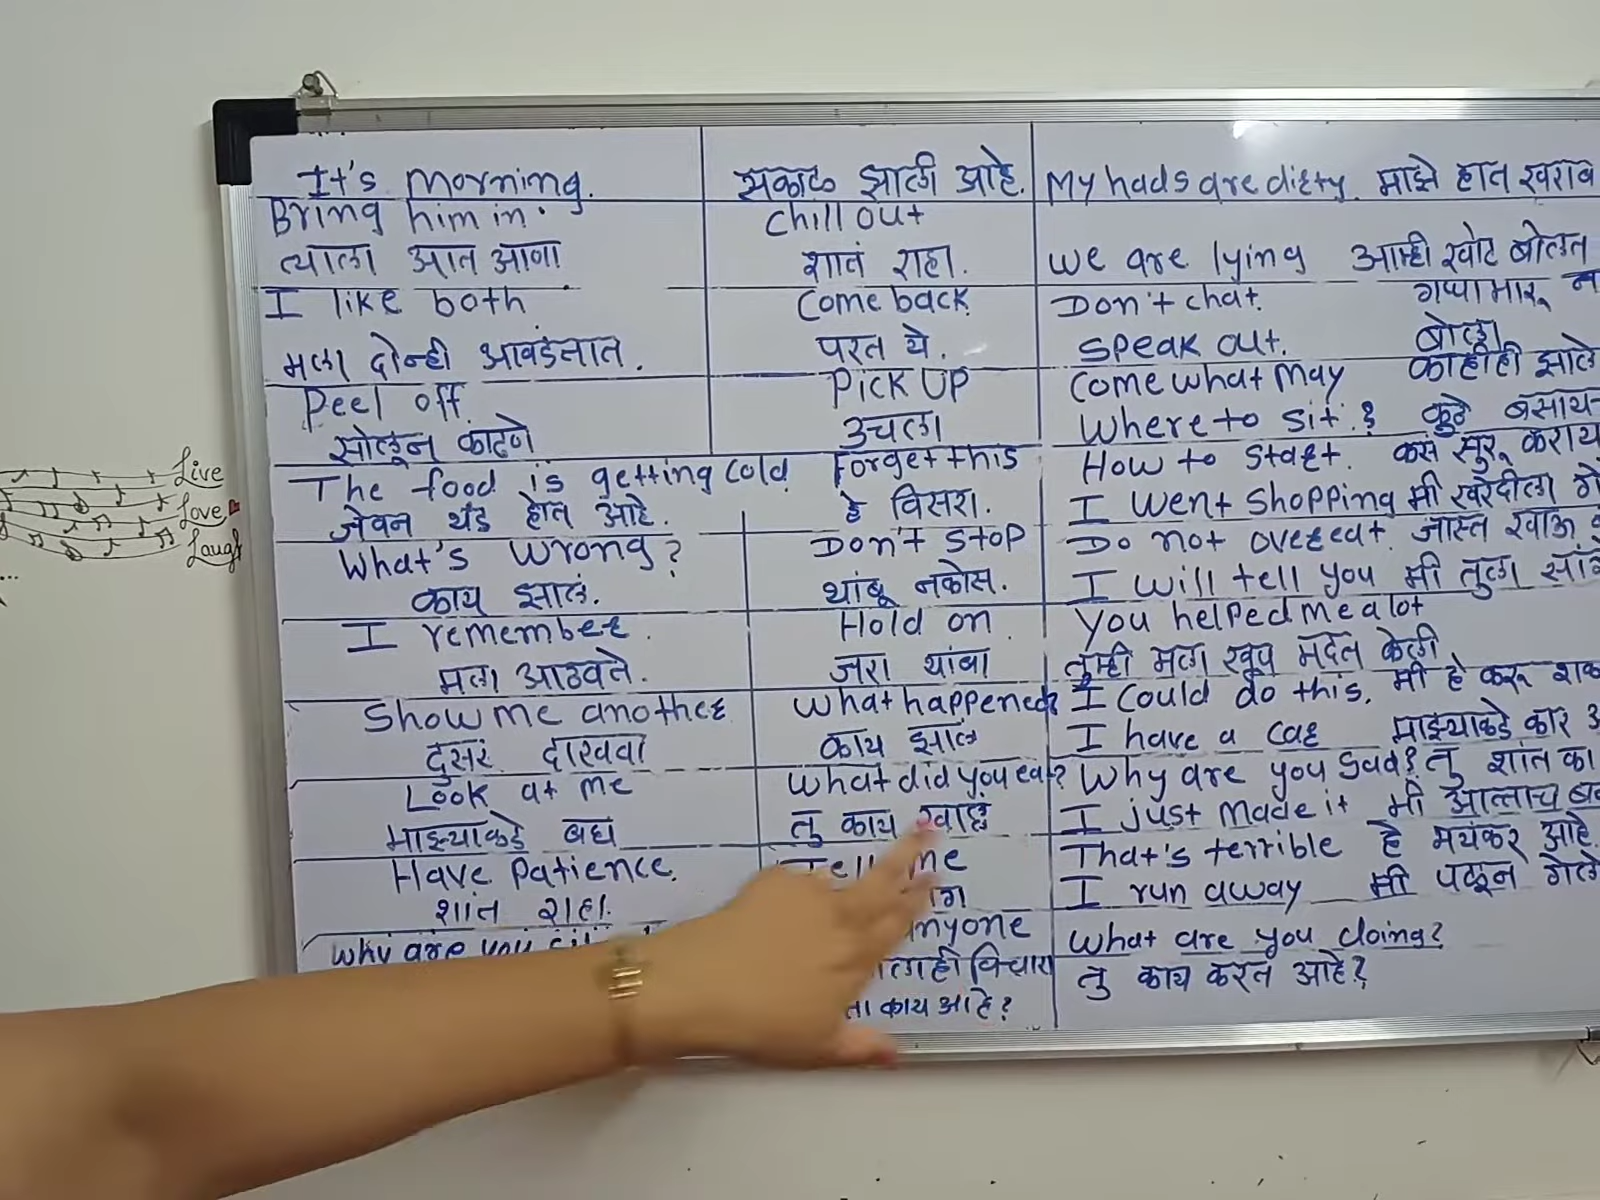 It's morning.
सकाळ झाली आहे.
Bring him in.
त्याला आत आणा
I like both
मला दोन्ही आवडतात.
Peel off
सोलून काढणे
The food is getting cold
जेवन थंड होत आहे.
What's wrong?
काय झालं.
I remember.
मला आठवते.
Show me another
दुसरं दाखवा
Look at me
माझ्याकडे बघ
Have patience.
शांत राहा.
Why are you
Chill out
शातं राहा.
Come back
परत ये.
Pick up
उचला
Forget this
हे विसरा.
Don't stop
थांबू नकोस.
Hold on
जरा थांबा
What happened?
काय झालं
What did you eat?
तु काय खाल्लं
Tell me
anyone
विचारा
काय आहे?
My hads are dirty. माझे हात खराब
We are lying आम्ही खोट बोलत
Don't chat. गप्पा मारू
Speak out. बोला
Come what May काहीही झाले
Where to sit? कुठे बसायचं
How to start. कसं सुरू कराय
I went shopping मी खरेदीला गे
Do not overeat. जास्त खाऊ
I will tell you मी तुला सांग
You helped me a lot
तुम्ही मला खूप मदत केली
I could do this. मी हे करू शक
I have a car माझ्याकडे कार
Why are you sad? तु शांत का
I just made it मी आत्ताच बन
That's terrible हे भयंकर आहे.
I run away मी पळून गेलो
What are you doing?
तु काय करत आहे?
Live
Love
Laugh